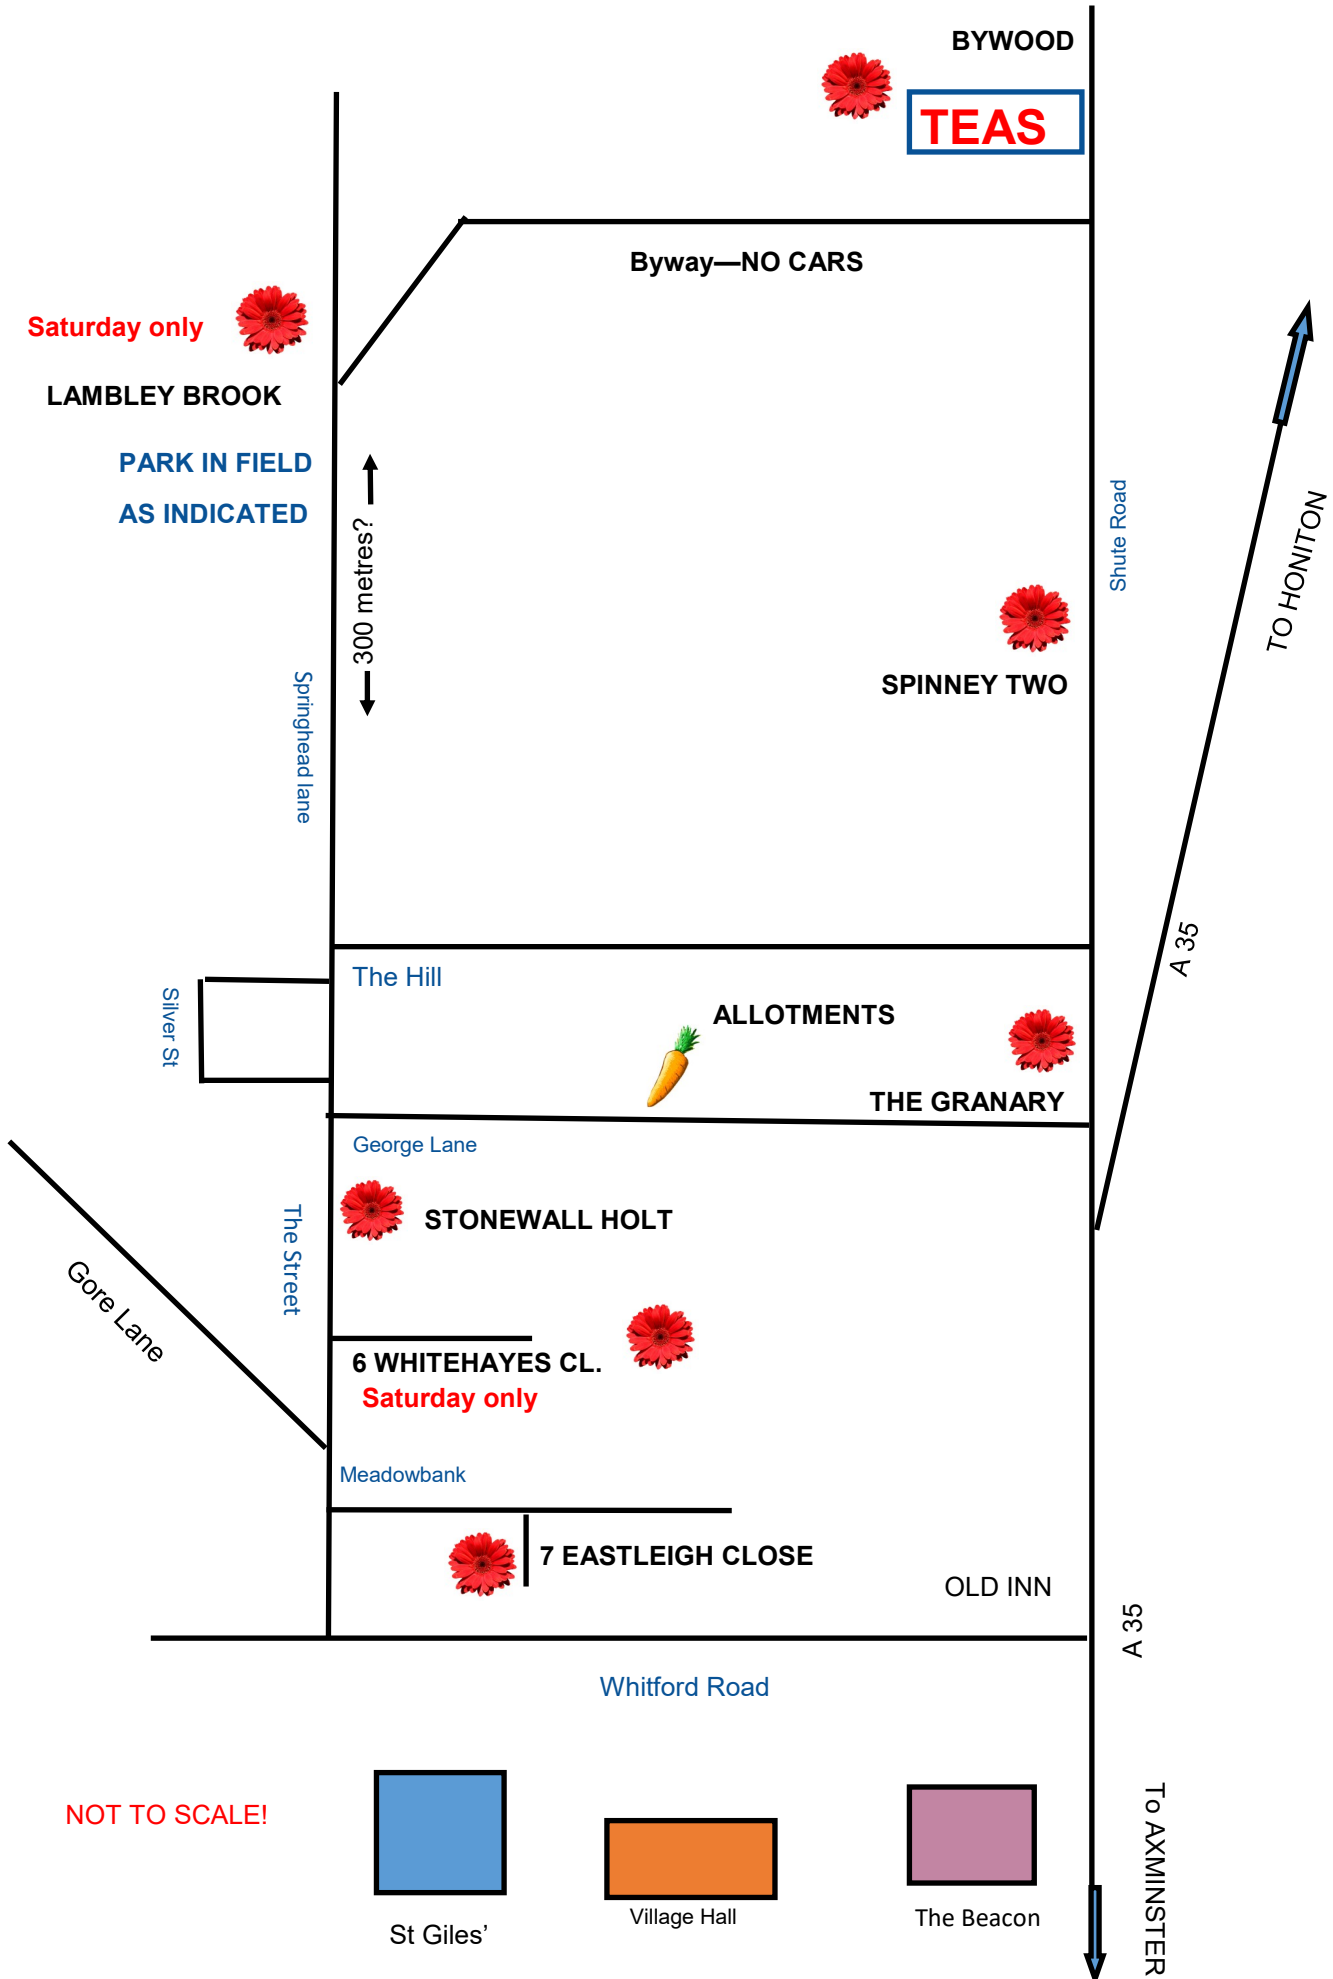 BYWOOD
TEAS
Byway—NO CARS
Saturday only
LAMBLEY BROOK
PARK IN FIELD
AS INDICATED
300 metres?
Shute Road
TO HONITON
SPINNEY TWO
Springhead lane
A 35
The Hill
Silver St
ALLOTMENTS
THE GRANARY
George Lane
STONEWALL HOLT
The Street
Gore Lane
6 WHITEHAYES CL.
Saturday only
Meadowbank
7 EASTLEIGH CLOSE
OLD INN
A 35
Whitford Road
NOT TO SCALE!
To AXMINSTER
St Giles’
Village Hall
The Beacon